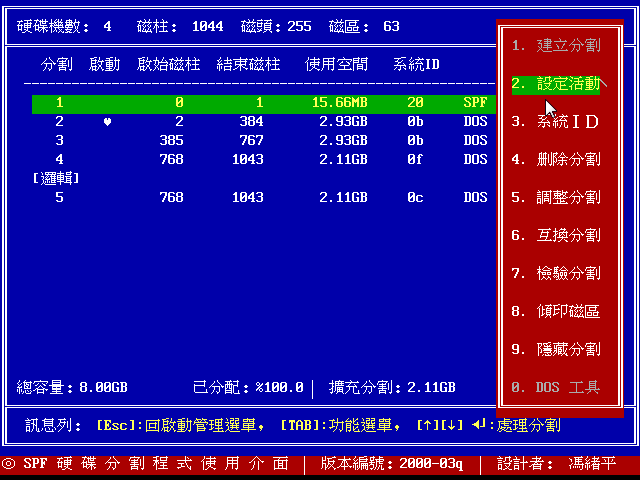 硬碟機數: 4 磁柱: 1044 磁頭:255 磁區: 63
分割 啟動 啟始磁柱 結束磁柱 使用空間 系統ID
1 0 1 15.66MB 20 SPF
2 ♥ 2 384 2.93GB 0b DOS
3 385 767 2.93GB 0b DOS
4 768 1043 2.11GB 0f DOS
[邏輯]
5 768 1043 2.11GB 0c DOS
1. 建立分割
2. 設定活動
3. 系統ＩＤ
4. 刪除分割
5. 調整分割
6. 互換分割
7. 檢驗分割
8. 傾印磁區
9. 隱藏分割
0. DOS 工具
總容量:8.00GB 已分配:%100.0 │ 擴充分割:2.11GB
訊息列: [Esc]:回啟動管理選單, [TAB]:功能選單, [↑][↓] ↲:處理分割
◎ SPF 硬 碟 分 割 程 式 使 用 介 面 │ 版本編號:2000-03q │ 設計者: 馮緒平